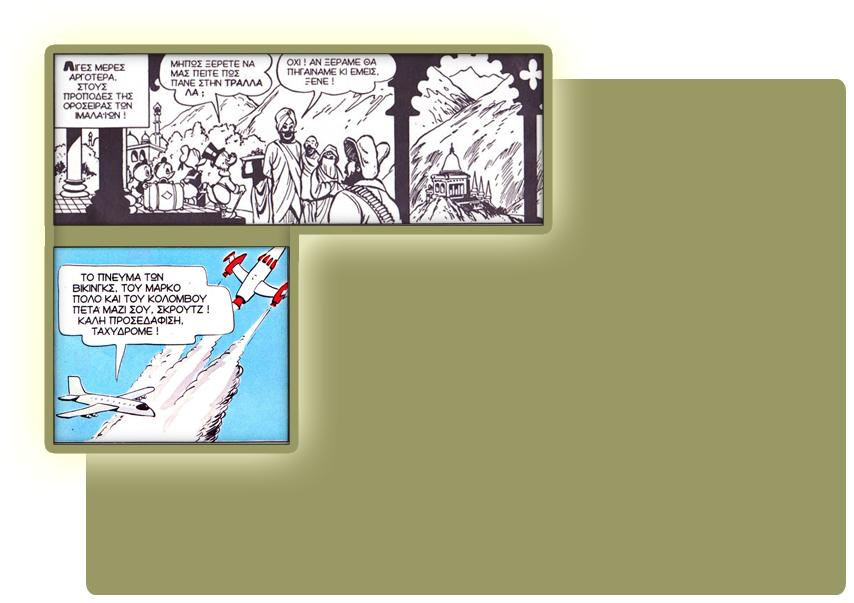 ΛΙΓΕΣ ΜΕΡΕΣ
ΑΡΓΟΤΕΡΑ,
ΣΤΟΥΣ
ΠΡΟΠΟΔΕΣ ΤΗΣ
ΟΡΟΣΕΙΡΑΣ ΤΩΝ
ΙΜΑΛΑΪΩΝ !
ΜΗΠΩΣ ΞΕΡΕΤΕ ΝΑ
ΜΑΣ ΠΕΙΤΕ ΠΩΣ
ΠΑΝΕ ΣΤΗΝ ΤΡΑΛΛΑ
ΛΑ ;
ΟΧΙ ! ΑΝ ΞΕΡΑΜΕ ΘΑ
ΠΗΓΑΙΝΑΜΕ ΚΙ ΕΜΕΙΣ,
ΞΕΝΕ !
ΤΟ ΠΝΕΥΜΑ ΤΩΝ
ΒΙΚΙΝΓΚΣ, ΤΟΥ ΜΑΡΚΟ
ΠΟΛΟ ΚΑΙ ΤΟΥ ΚΟΛΟΜΒΟΥ
ΠΕΤΑ ΜΑΖΙ ΣΟΥ, ΣΚΡΟΥΤΖ !
ΚΑΛΗ ΠΡΟΣΕΔΑΦΙΣΗ,
ΤΑΧΥΔΡΟΜΕ !